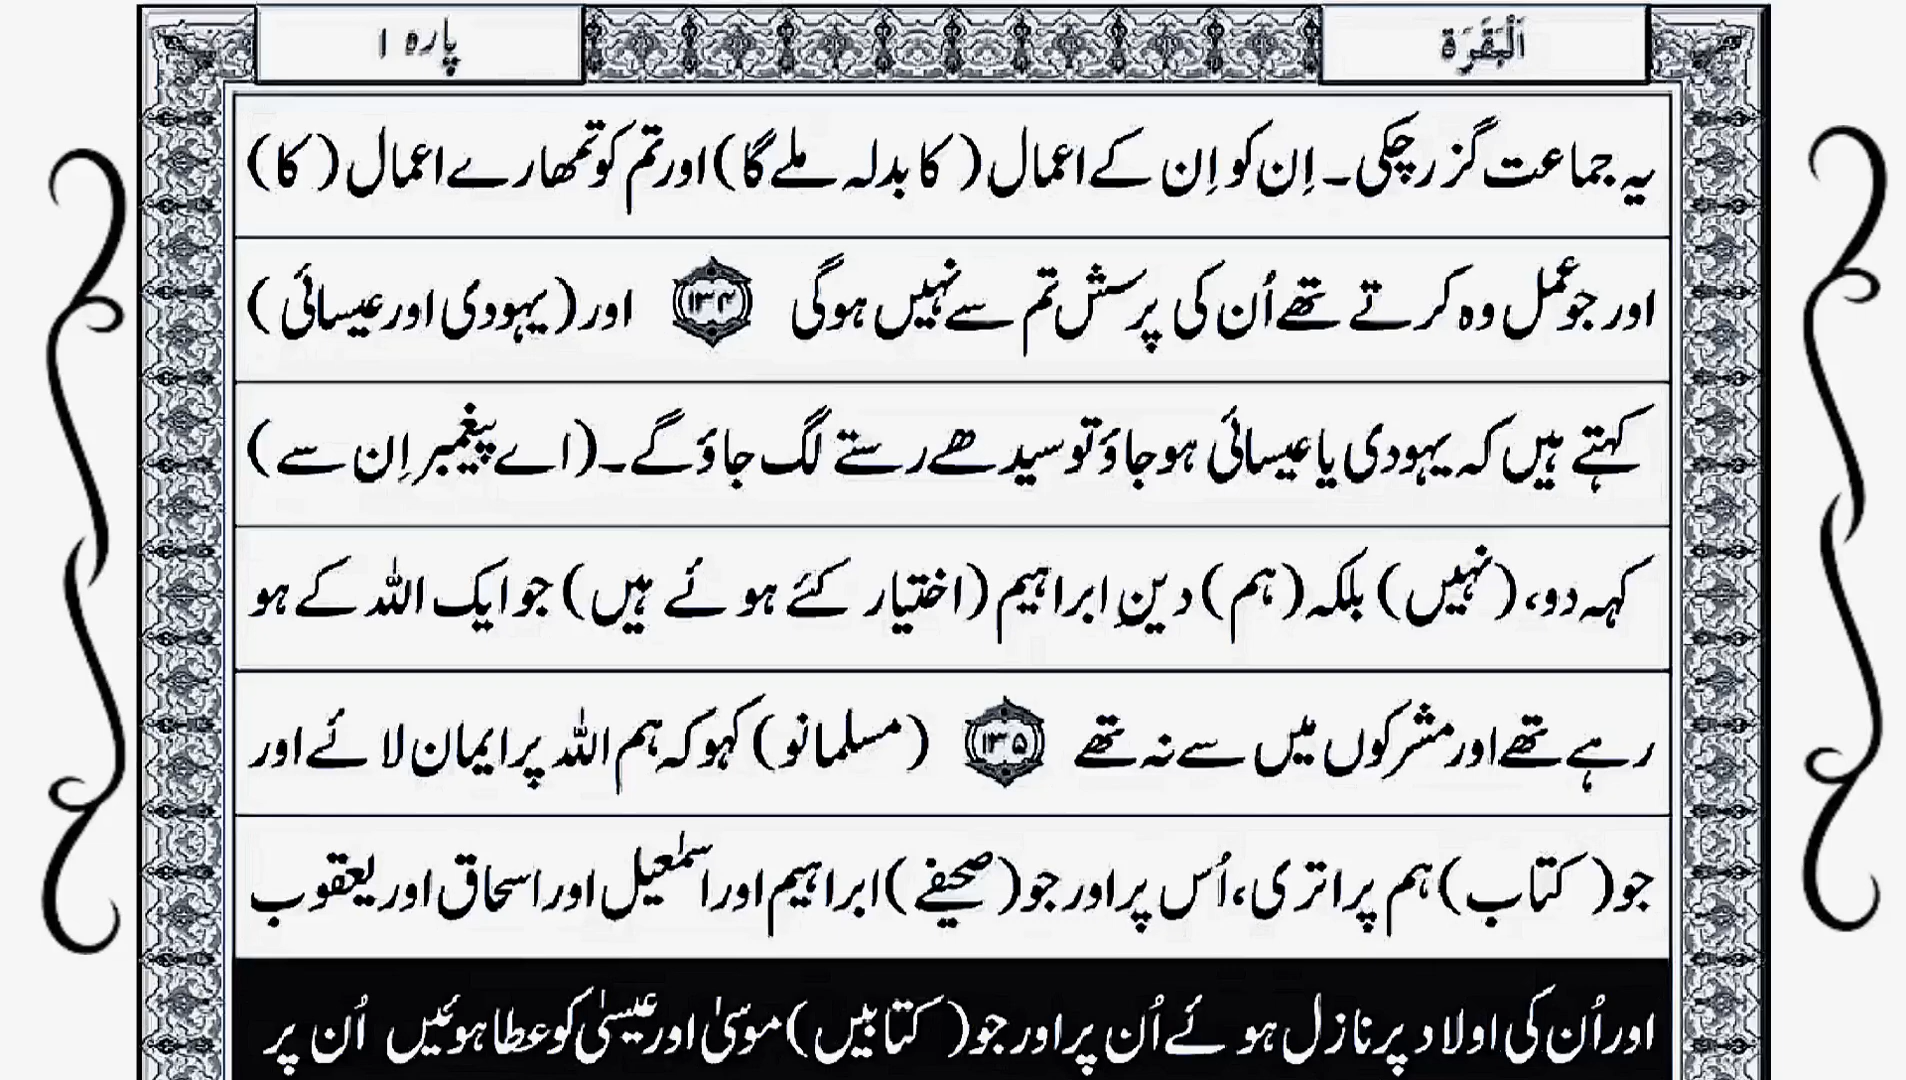 اَلْبَقَرَة
پارہ ۱
یہ جماعت گزر چکی۔ اِن کو اِن کے اعمال (کا بدلہ ملے گا) اور تم کو تمھارے اعمال (کا)
اور جو عمل وہ کرتے تھے اُن کی پرسش تم سے نہیں ہوگی ۱۳۴ اور (یہودی اور عیسائی)
کہتے ہیں کہ یہودی یا عیسائی ہو جاؤ تو سیدھے رستے لگ جاؤ گے۔ (اے پیغمبر اِن سے)
کہہ دو، (نہیں) بلکہ (ہم) دینِ ابراہیم (اختیار کئے ہوئے ہیں) جو ایک اللہ کے ہو
رہے تھے اور مشرکوں میں سے نہ تھے ۱۳۵ (مسلمانو) کہو کہ ہم اللہ پر ایمان لائے اور
جو (کتاب) ہم پر اتری، اُس پر اور جو (صحیفے) ابراہیم اور اسمٰعیل اور اسحاق اور یعقوب
اور اُن کی اولاد پر نازل ہوئے اُن پر اور جو (کتابیں) موسیٰ اور عیسیٰ کو عطا ہوئیں اُن پر